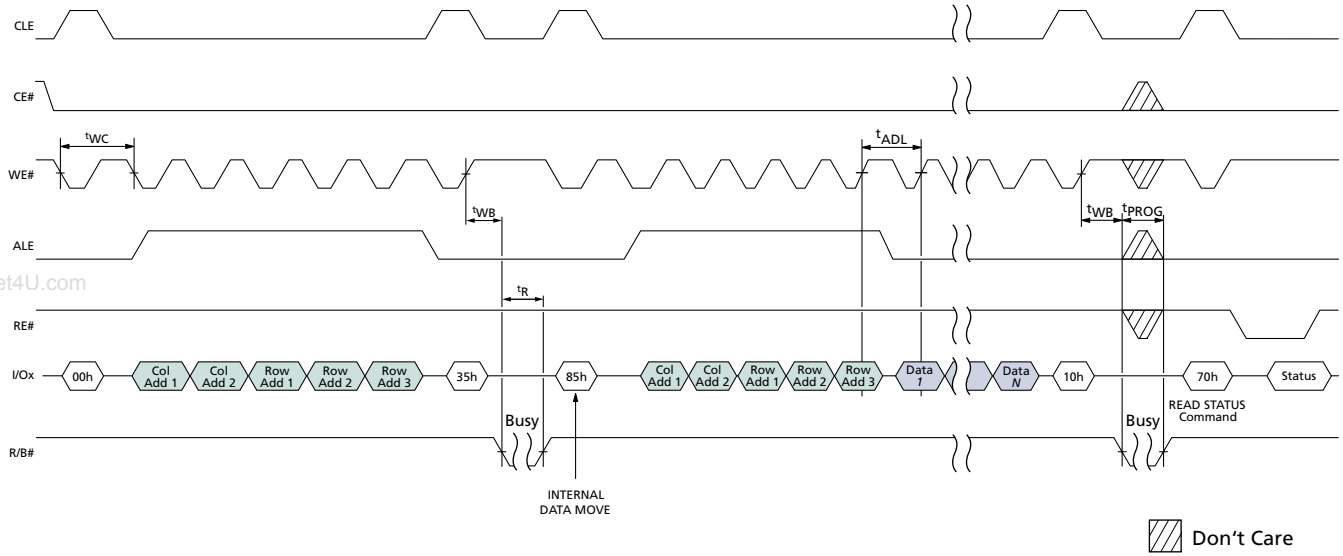 CLE
CE#
tWC
tADL
WE#
tWB
tWB
tPROG
ALE
et4U.com
tR
RE#
I/Ox
00h
Col
Add 1
Col
Add 2
Row
Add 1
Row
Add 2
Row
Add 3
35h
85h
Col
Add 1
Col
Add 2
Row
Add 1
Row
Add 2
Row
Add 3
Data
1
Data
N
10h
70h
Status
READ STATUS
Command
Busy
Busy
R/B#
INTERNAL
DATA MOVE
Don't Care